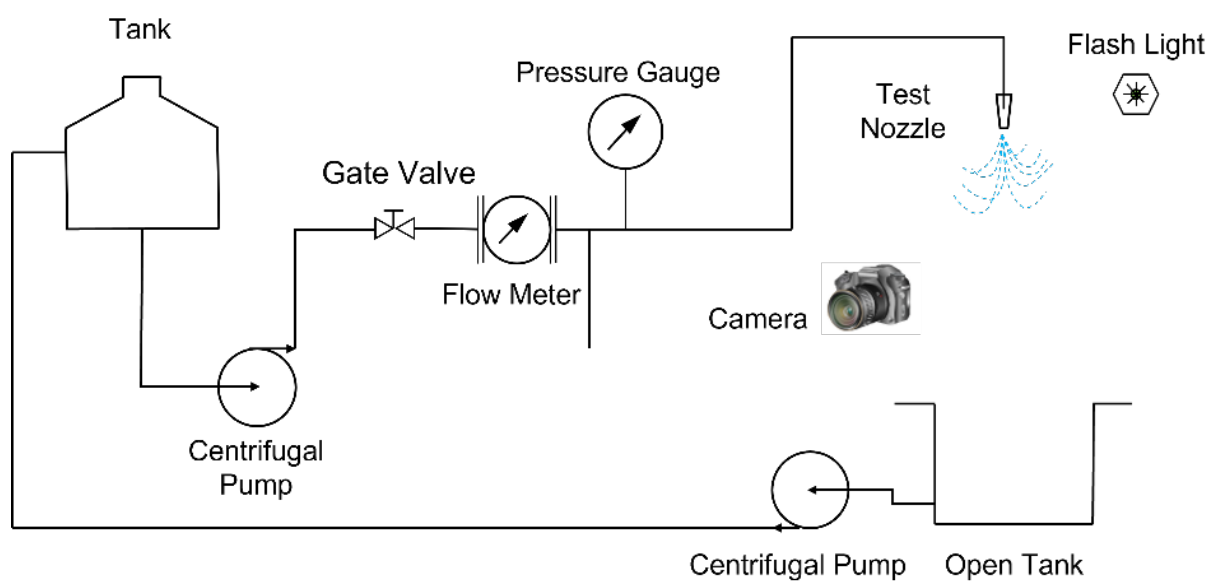 Tank
Pressure Gauge
Flash Light
Test
Nozzle
Gate Valve
Flow Meter
Camera
Centrifugal
Pump
Centrifugal Pump
Open Tank